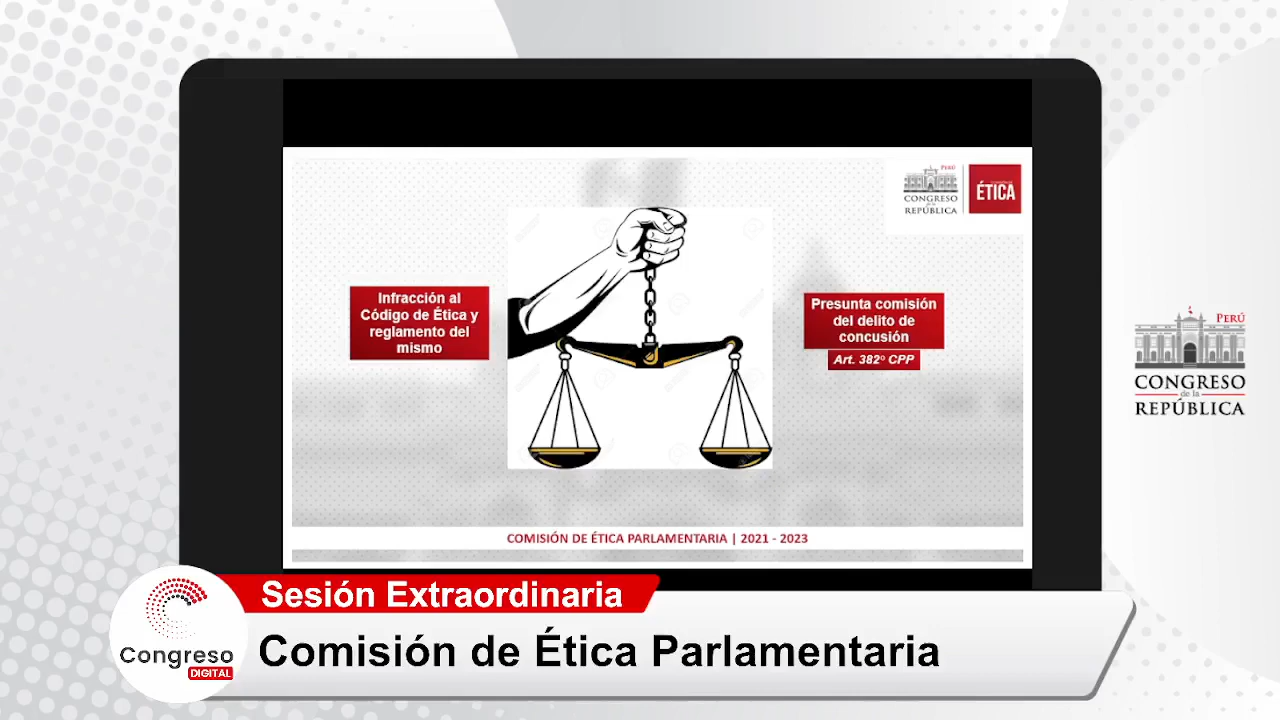 PERÚ
CONGRESO
de la
REPÚBLICA
ÉTICA
Infracción al
Código de Ética y
reglamento del
mismo
Presunta comisión
del delito de
concusión
Art. 382º CPP
COMISIÓN DE ÉTICA PARLAMENTARIA | 2021 - 2023
PERÚ
CONGRESO
de la
REPÚBLICA
Sesión Extraordinaria
Comisión de Ética Parlamentaria
Congreso
DIGITAL